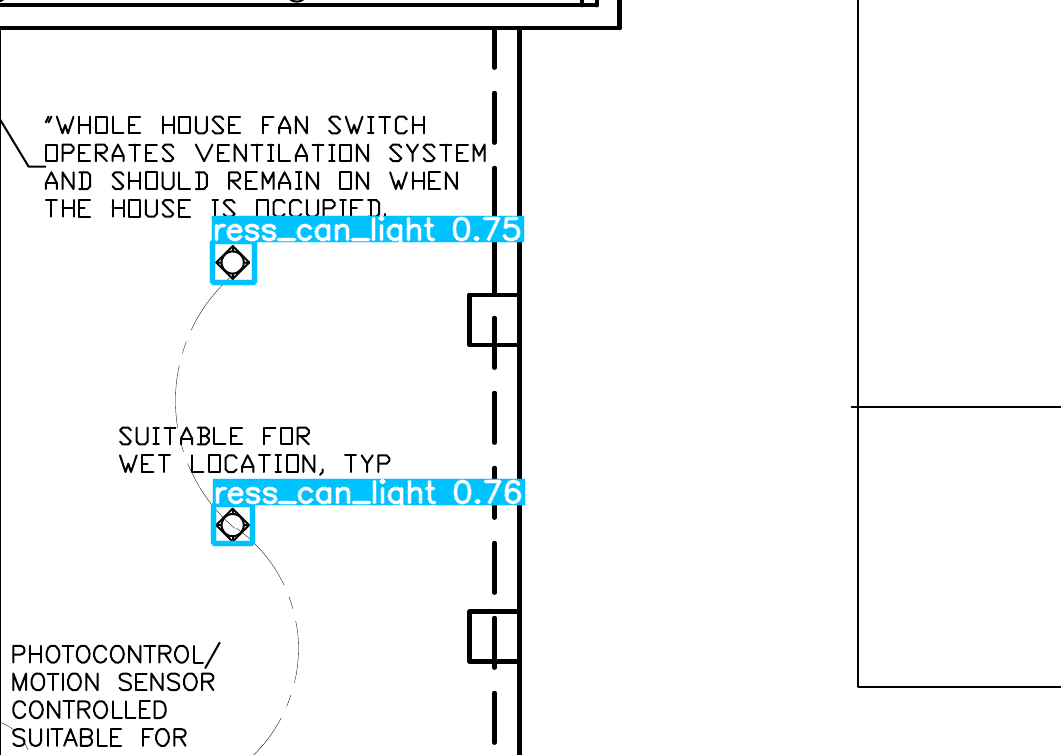 "WHOLE HOUSE FAN SWITCH
OPERATES VENTILATION SYSTEM
AND SHOULD REMAIN ON WHEN
THE HOUSE IS OCCUPIED.
ress_can_light 0.75
SUITABLE FOR
WET LOCATION, TYP
ress_can_light 0.76
PHOTOCONTROL/
MOTION SENSOR
CONTROLLED
SUITABLE FOR